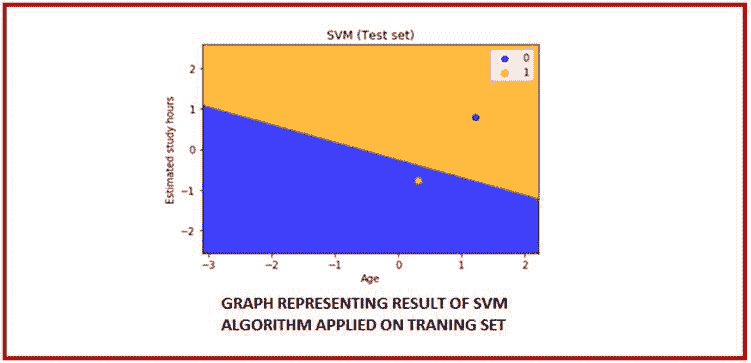 SVM (Test set)
0
1
2
1
0
−1
−2
Estimated study hours
−3
−2
−1
0
1
2
Age
GRAPH REPRESENTING RESULT OF SVM
ALGORITHM APPLIED ON TRANING SET